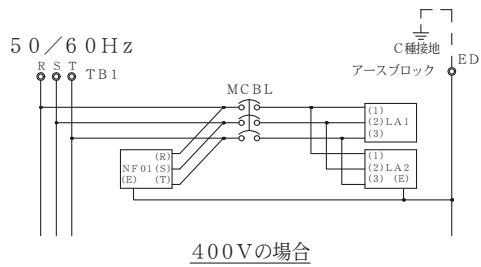 50／60Hz
R S T
TB1
C種接地
ED
アースブロック
MCBL
(1)
(2)LA1
(3)
(R)
NF01(S)
(E) (T)
(1)
(2)LA2
(3) (E)
400Vの場合